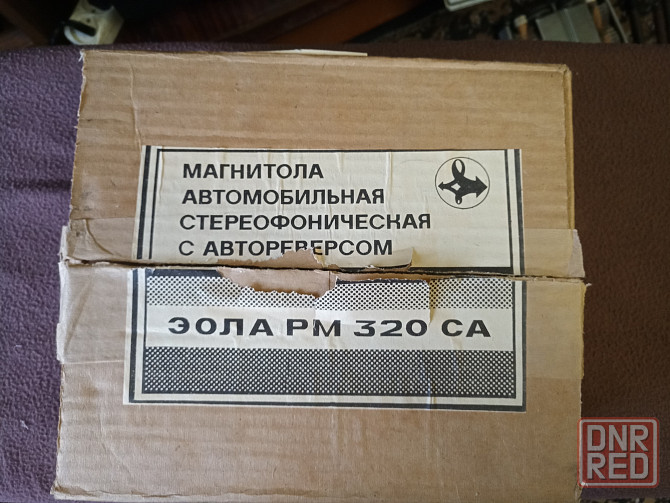 МАГНИТОЛА
АВТОМОБИЛЬНАЯ
СТЕРЕОФОНИЧЕСКАЯ
С АВТОРЕВЕРСОМ
ЭОЛА РМ 320 СА
DNR
RED